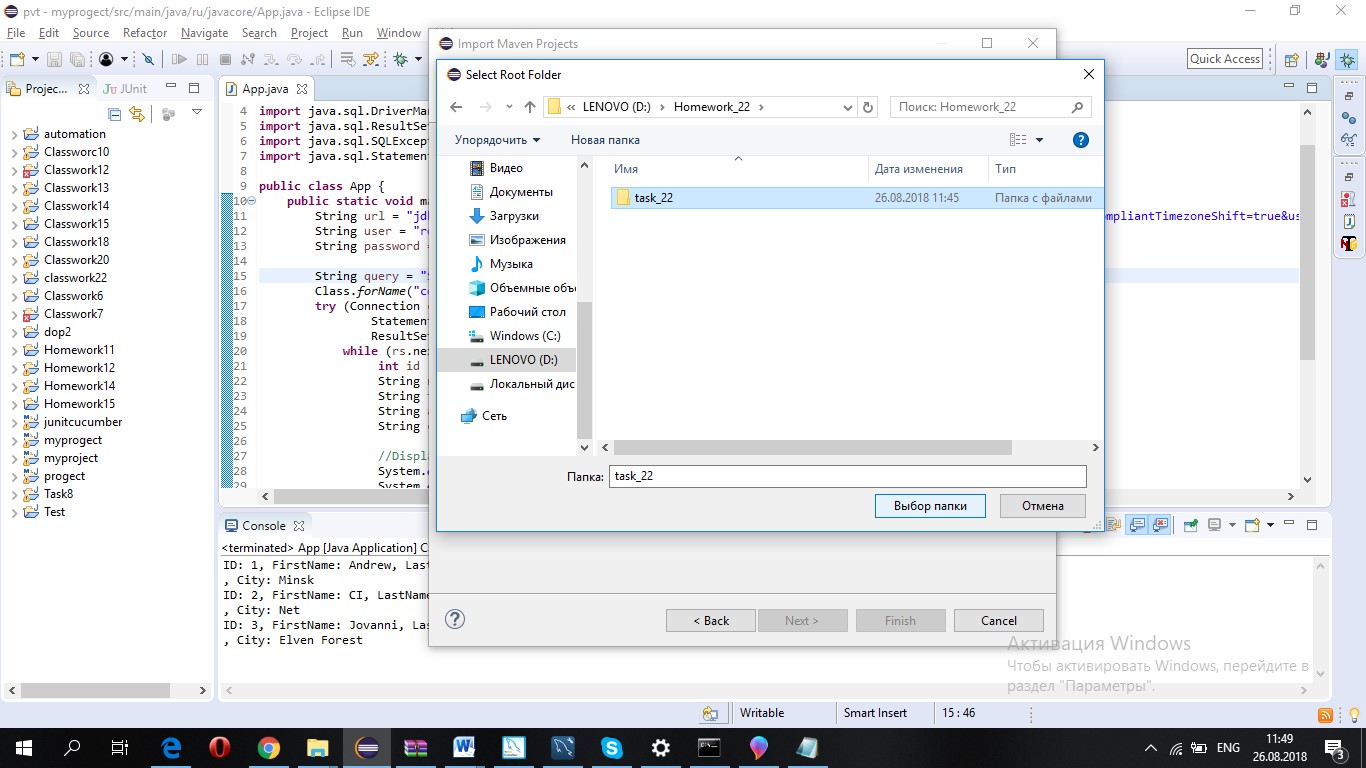 pvt - myprogect/src/main/java/ru/javacore/App.java - Eclipse IDE
File Edit Source Refactor Navigate Search Project Run Window
Quick Access
Projec... JUnit
automation
Classworc10
Classwork12
Classwork13
Classwork14
Classwork15
Classwork18
Classwork20
classwork22
Classwork6
Classwork7
dop2
Homework11
Homework12
Homework14
Homework15
junitcucumber
myprogect
myproject
progect
Task8
Test
App.java
4 import java.sql.DriverMan
5 import java.sql.ResultSet
6 import java.sql.SQLExcept
7 import java.sql.Statement
8
9 public class App {
10 public static void ma
11 String url = "jd mpliantTimezoneShift=true&us
12 String user = "ro
13 String password =
14
15 String query = "
16 Class.forName("co
17 try (Connection
18 Statement
19 ResultSet
20 while (rs.nex
21 int id
22 String
23 String
24 String
25 String
26
27 //Displa
28 System.
29 System.
Import Maven Projects
Select Root Folder
« LENOVO (D:) › Homework_22 ›
Поиск: Homework_22
Упорядочить Новая папка
Видео
Документы
Загрузки
Изображения
Музыка
Объемные объ
Рабочий стол
Windows (C:)
LENOVO (D:)
Локальный дис
Сеть
Имя Дата изменения Тип
task_22 26.08.2018 11:45 Папка с файлами
Папка: task_22
Выбор папки Отмена
< Back Next > Finish Cancel
Console
<terminated> App [Java Application] C
ID: 1, FirstName: Andrew, Last
, City: Minsk
ID: 2, FirstName: CI, LastName
, City: Net
ID: 3, FirstName: Jovanni, Las
, City: Elven Forest
Активация Windows
Чтобы активировать Windows, перейдите в
раздел "Параметры".
Writable Smart Insert 15 : 46
ENG
11:49
26.08.2018
3